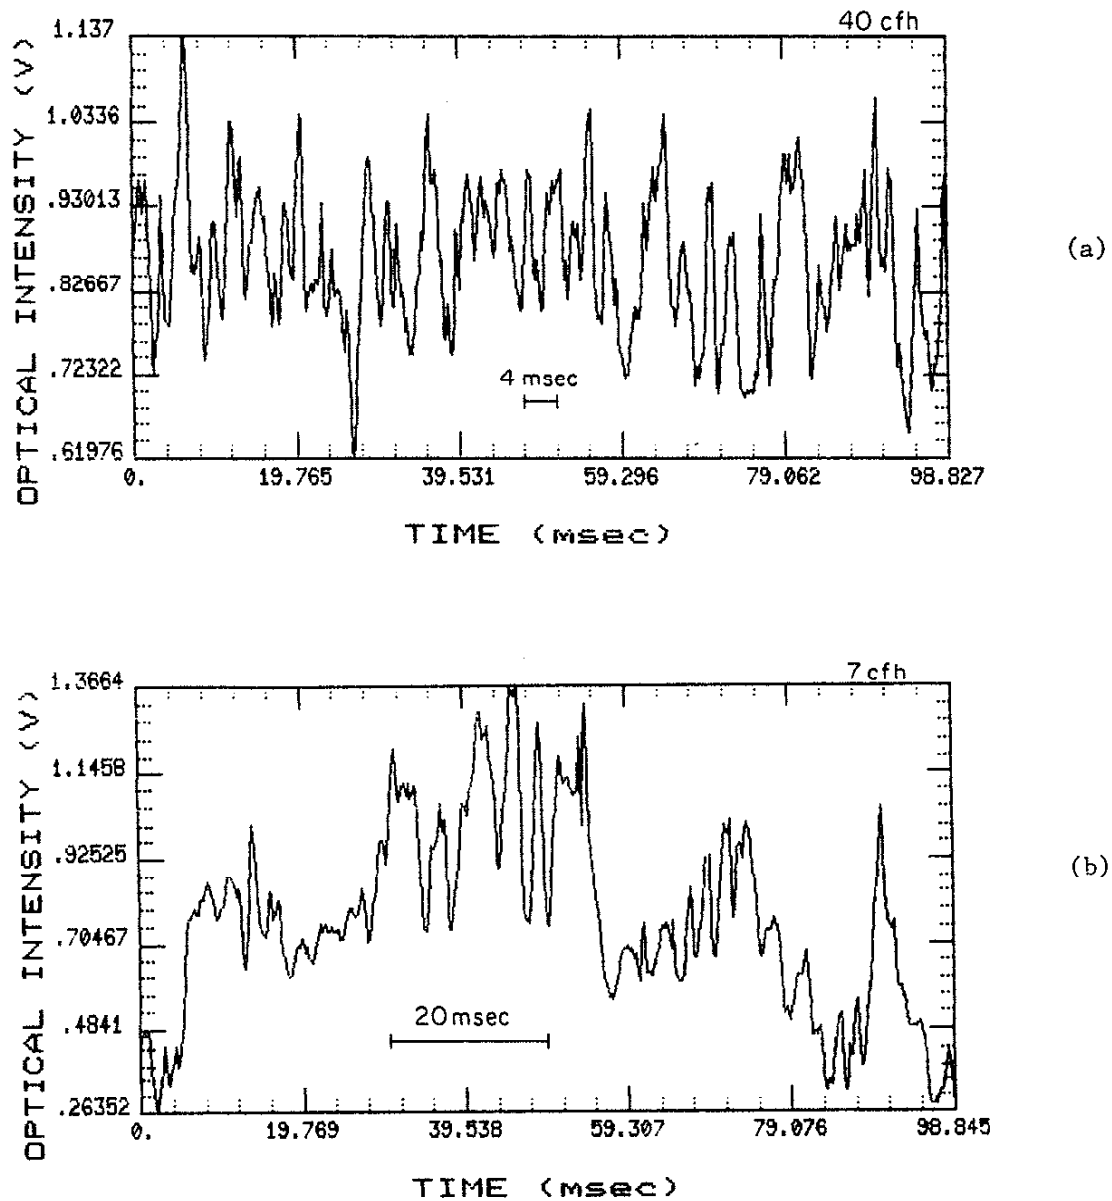 40 cfh
OPTICAL INTENSITY (V)
1.137
1.0336
.93013
.82667
.72322
.61976
4 msec
(a)
0. 19.765 39.531 59.296 79.062 98.827
TIME (msec)
7 cfh
OPTICAL INTENSITY (V)
1.3664
1.1458
.92525
.70467
.4841
.26352
20 msec
(b)
0. 19.769 39.538 59.307 79.076 98.845
TIME (msec)